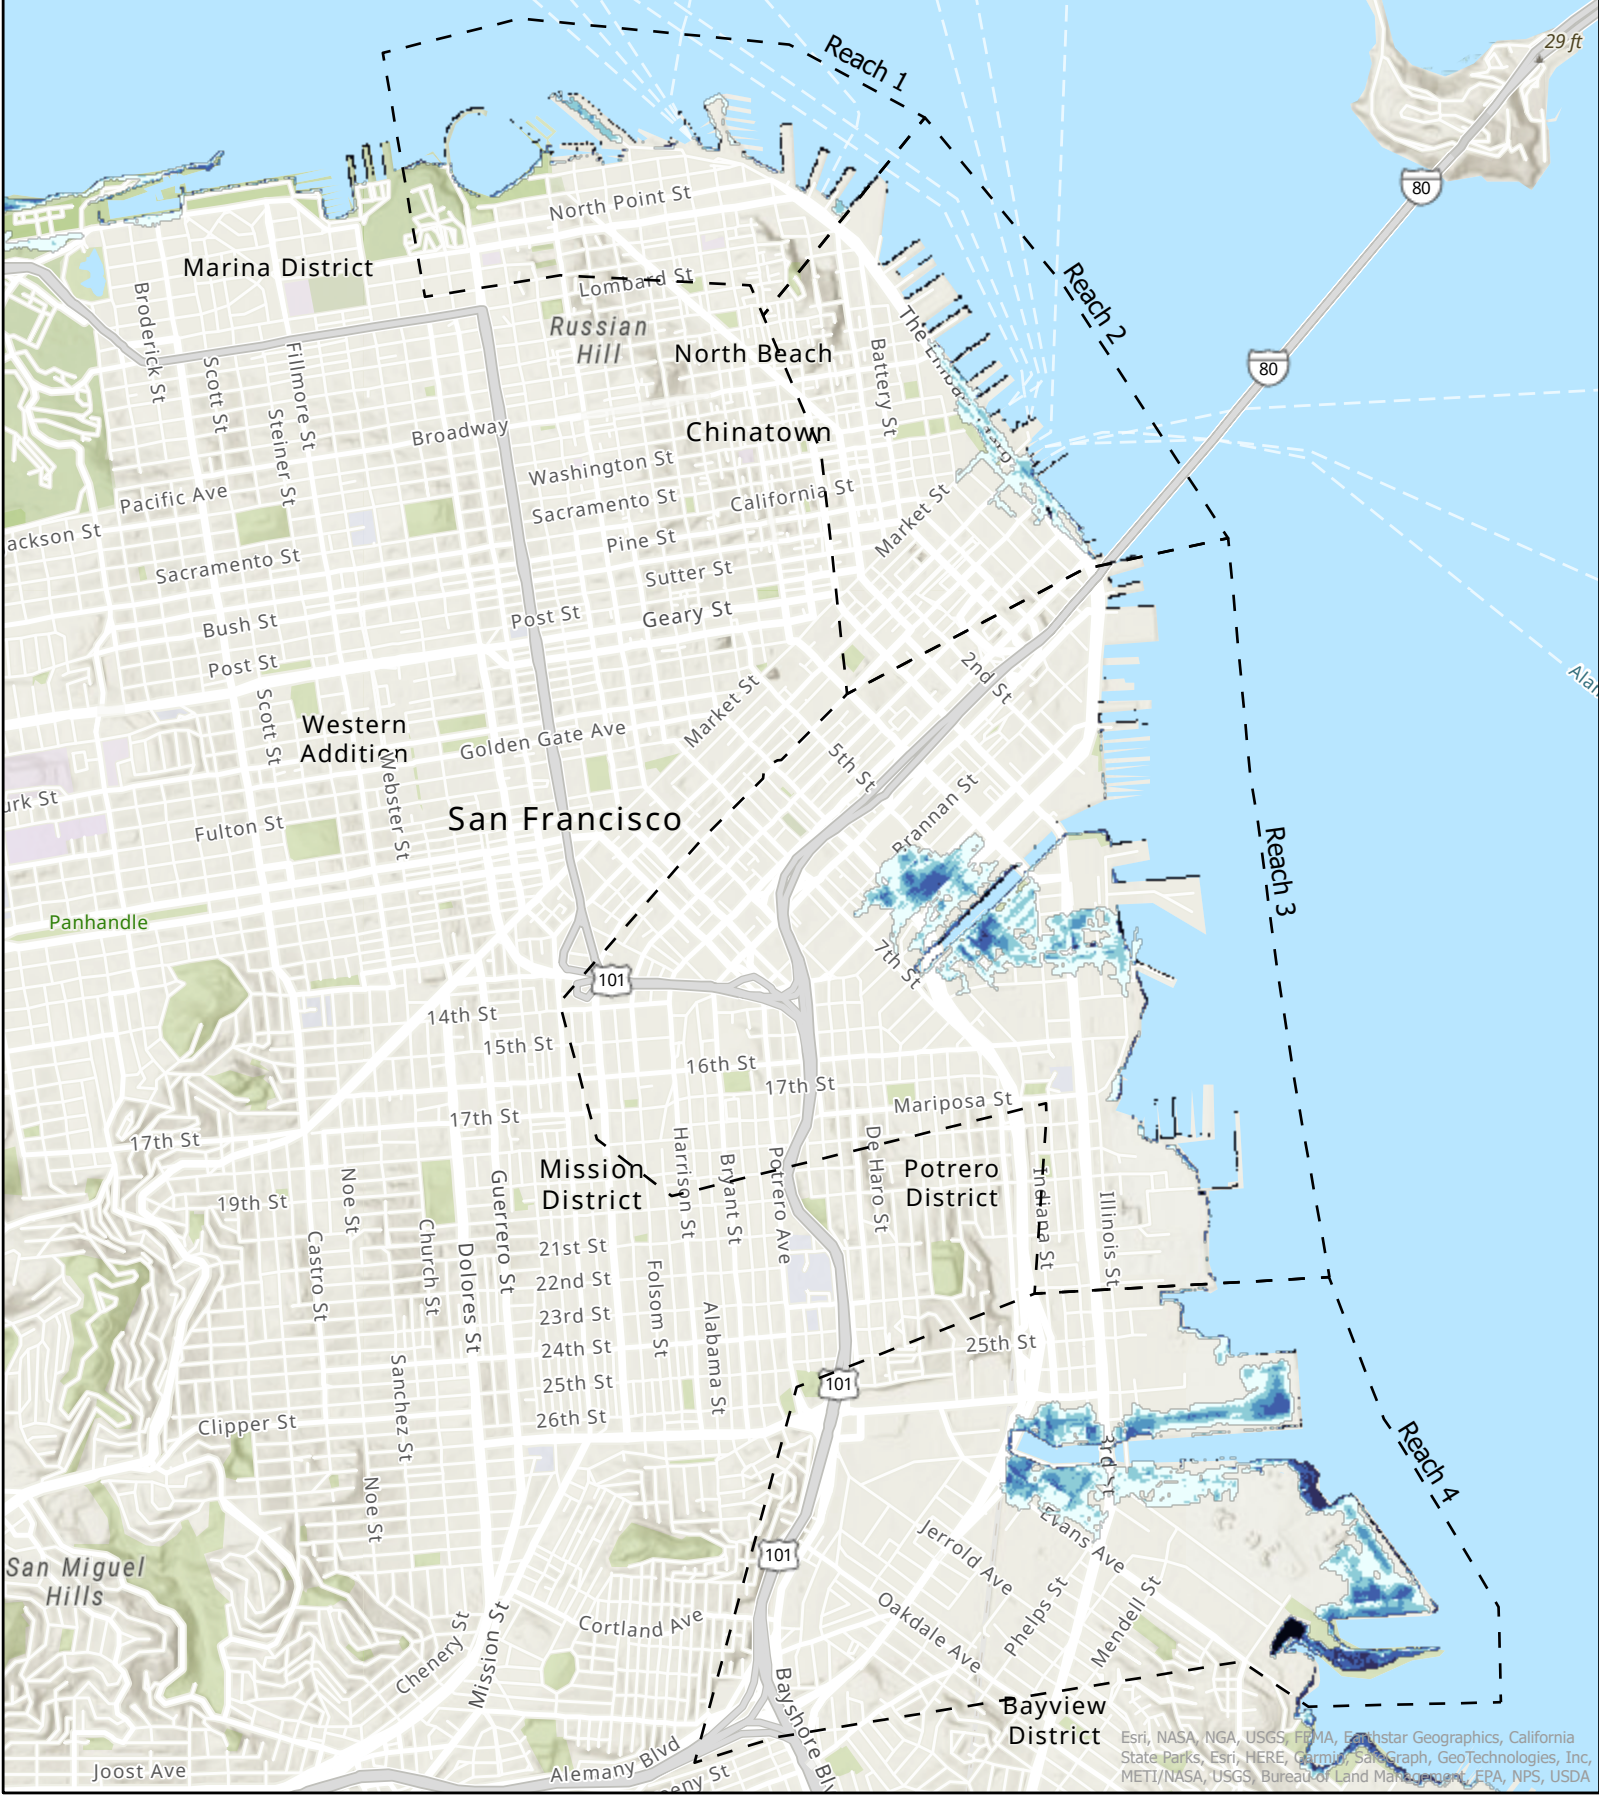 29 ft
Reach 1
80
North Point St
Marina District
Lombard St
Reach 2
Broderick St
Russian
Hill
The Embarcadero
North Beach
80
Scott St
Fillmore St
Battery St
Steiner St
Broadway
Chinatown
Washington St
Pacific Ave
Sacramento St
California St
Market St
ackson St
Pine St
Sacramento St
Sutter St
Bush St
Post St
Geary St
Post St
2nd St
Alam
Scott St
Market St
Western
Addition
Golden Gate Ave
5th St
Webster St
urk St
Brannan St
San Francisco
Fulton St
Reach 3
Panhandle
7th St
101
14th St
15th St
16th St
17th St
Mariposa St
17th St
17th St
Mission
District
Harrison St
Bryant St
Potrero Ave
De Haro St
Potrero
District
Indiana St
Illinois St
19th St
Noe St
Guerrero St
Castro St
Church St
Dolores St
21st St
22nd St
Folsom St
23rd St
Alabama St
24th St
25th St
25th St
101
Sanchez St
Clipper St
26th St
3rd St
Reach 4
Noe St
Evans Ave
Jerrold Ave
101
San Miguel
Hills
Phelps St
Mendell St
Oakdale Ave
Cortland Ave
Chenery St
Mission St
Bayshore Blv
Bayview
District
Alemany Blvd
Joost Ave
eny St
Esri, NASA, NGA, USGS, FEMA, Earthstar Geographics, California
State Parks, Esri, HERE, Garmin, SafeGraph, GeoTechnologies, Inc,
METI/NASA, USGS, Bureau of Land Management, EPA, NPS, USDA